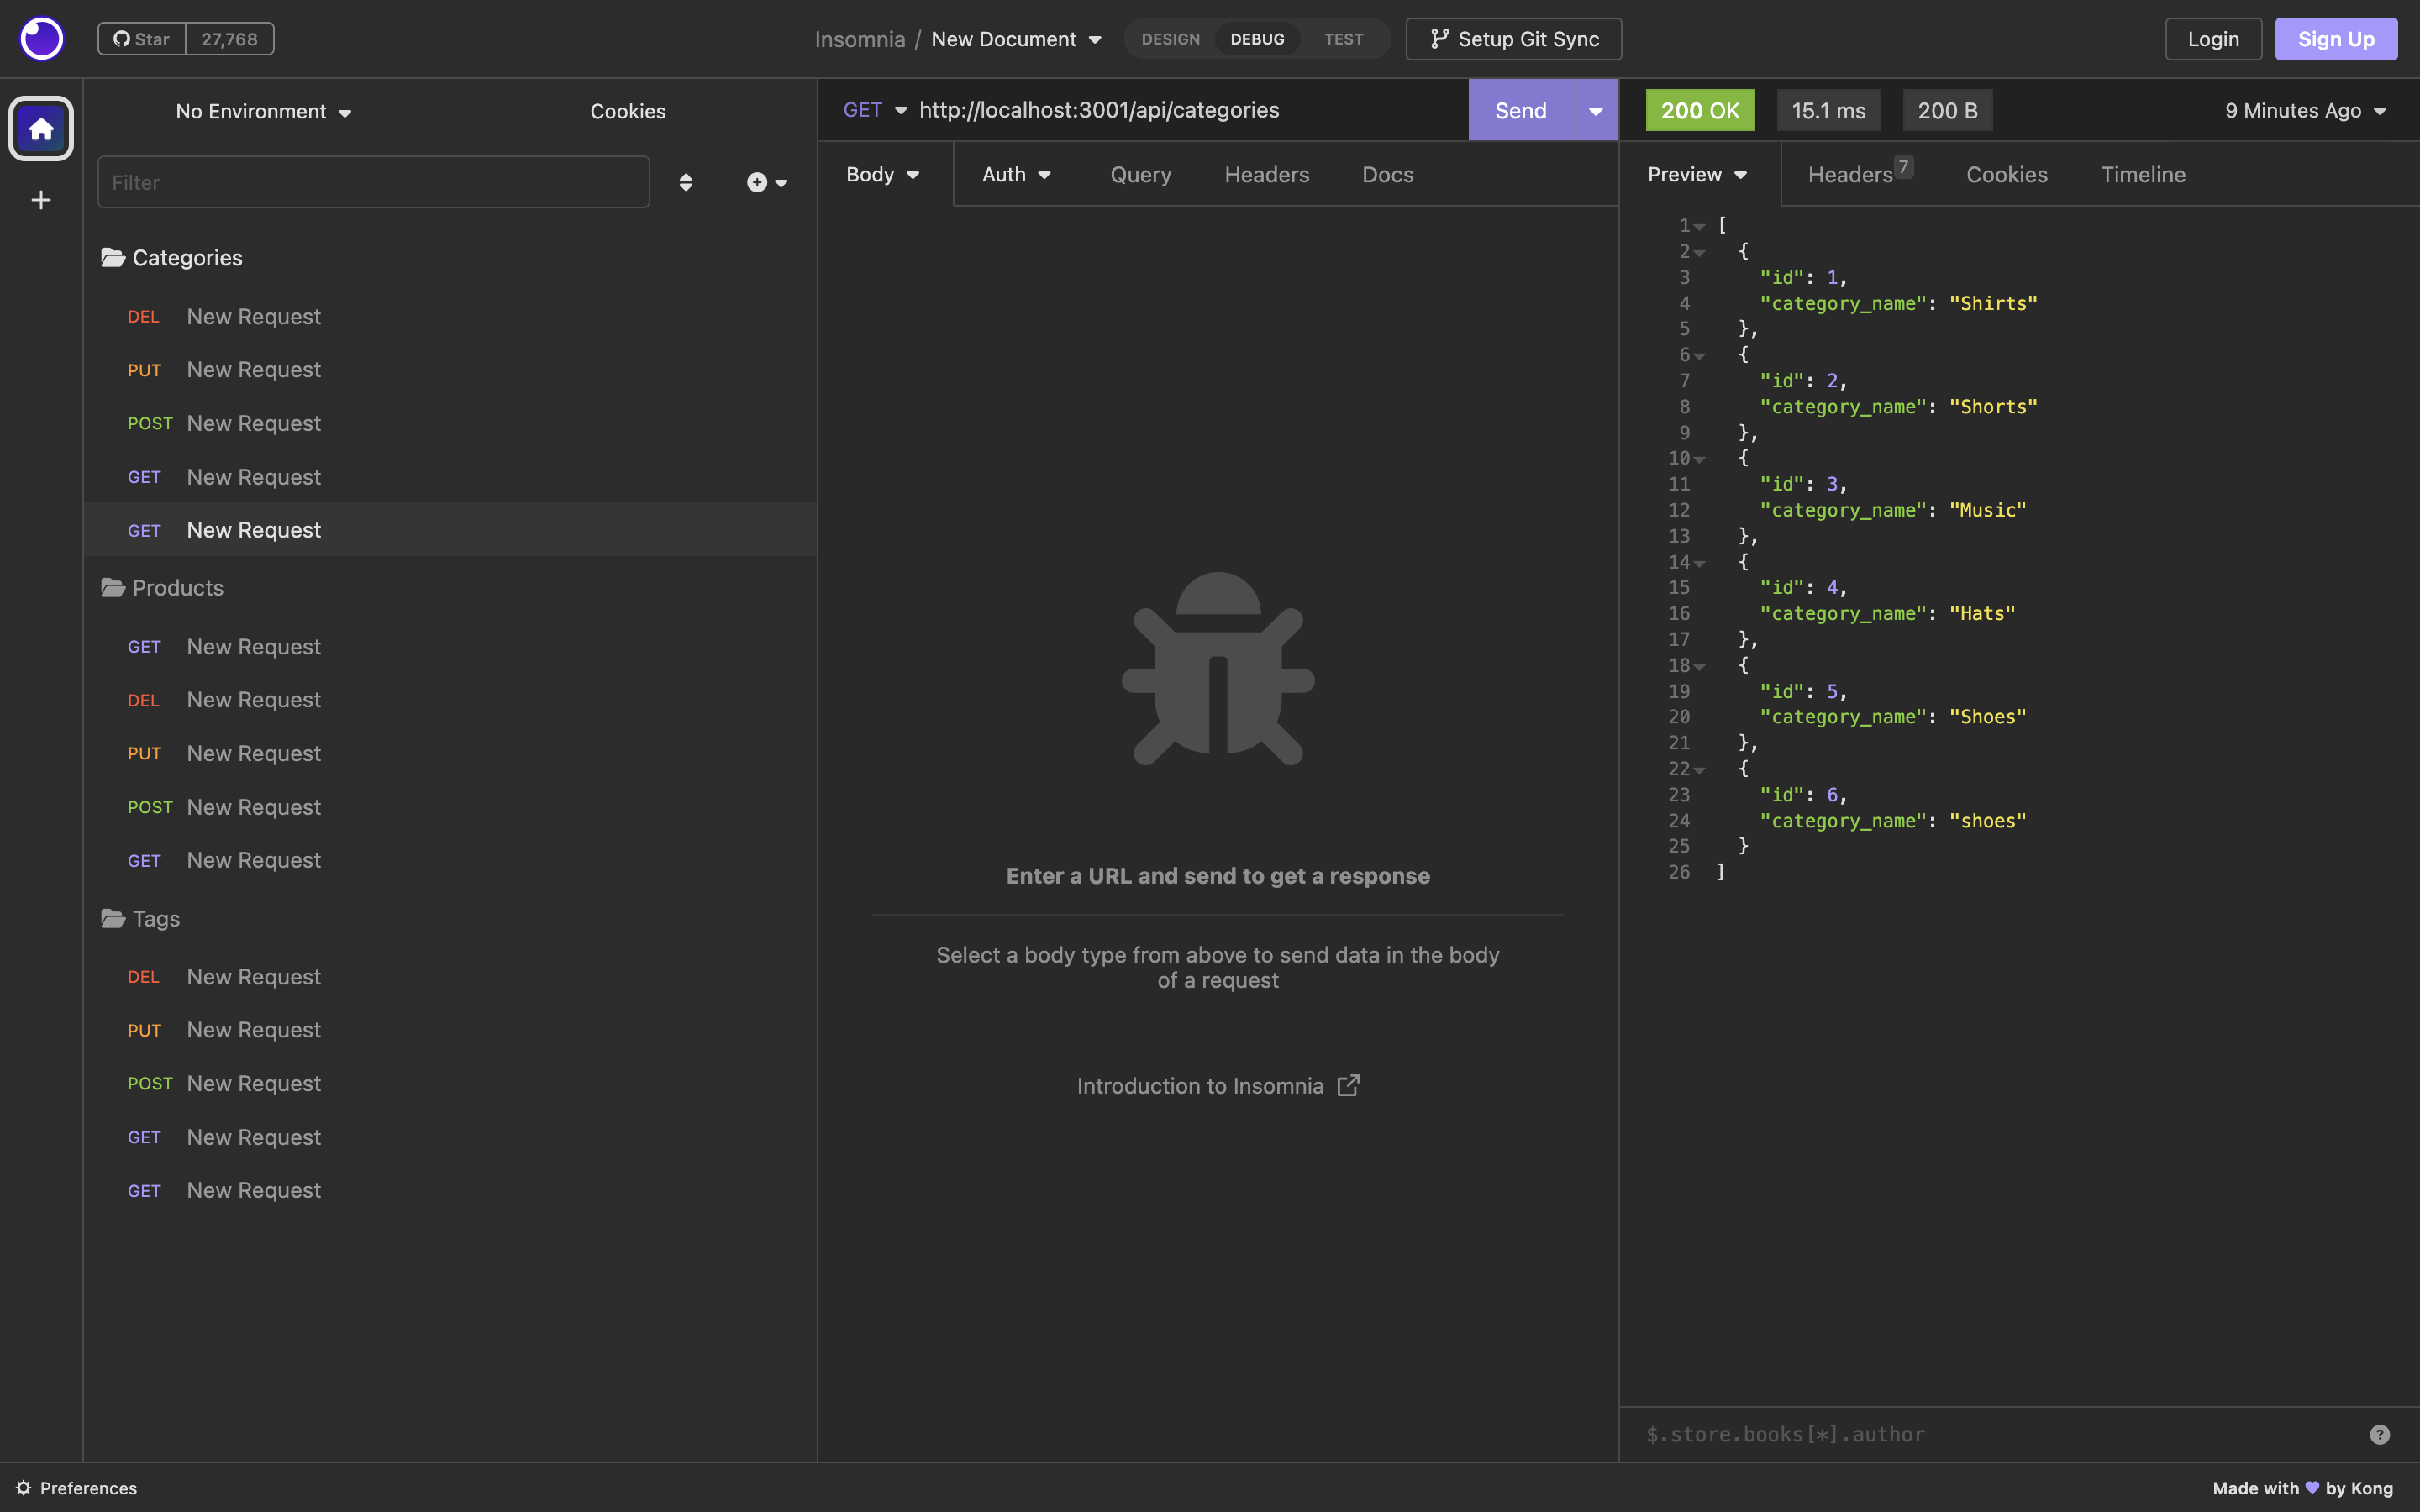 Star 27,768
Insomnia / New Document
DESIGN DEBUG TEST
Setup Git Sync
Login
Sign Up
No Environment
Cookies
Filter
Categories
DEL New Request
PUT New Request
POST New Request
GET New Request
GET New Request
Products
GET New Request
DEL New Request
PUT New Request
POST New Request
GET New Request
Tags
DEL New Request
PUT New Request
POST New Request
GET New Request
GET New Request
GET http://localhost:3001/api/categories
Send
Body Auth Query Headers Docs
Enter a URL and send to get a response
Select a body type from above to send data in the body
of a request
Introduction to Insomnia
200 OK 15.1 ms 200 B 9 Minutes Ago
Preview Headers 7 Cookies Timeline
1 [
2 {
3 "id": 1,
4 "category_name": "Shirts"
5 },
6 {
7 "id": 2,
8 "category_name": "Shorts"
9 },
10 {
11 "id": 3,
12 "category_name": "Music"
13 },
14 {
15 "id": 4,
16 "category_name": "Hats"
17 },
18 {
19 "id": 5,
20 "category_name": "Shoes"
21 },
22 {
23 "id": 6,
24 "category_name": "shoes"
25 }
26 ]
$.store.books[*].author
?
Preferences
Made with by Kong